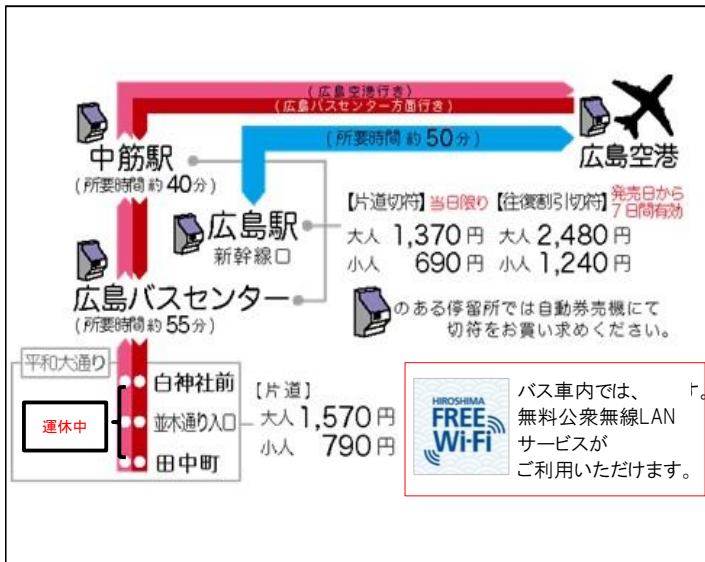 (広島空港行き)
(広島バスセンター方面行き)
(所要時間 約50分)
広島空港
中筋駅
(所要時間 約40分)
広島駅
新幹線口
【片道切符】当日限り
大人 1,370円
小人 690円
【往復割引切符】発売日から
7日間有効
大人 2,480円
小人 1,240円
広島バスセンター
(所要時間 約55分)
のある停留所では自動券売機にて
切符をお買い求めください。
平和大通り
白神社前
並木通り入口
田中町
運休中
【片道】
大人 1,570円
小人 790円
HIROSHIMA
FREE
Wi-Fi
バス車内では、
無料公衆無線LAN
サービスが
ご利用いただけます。